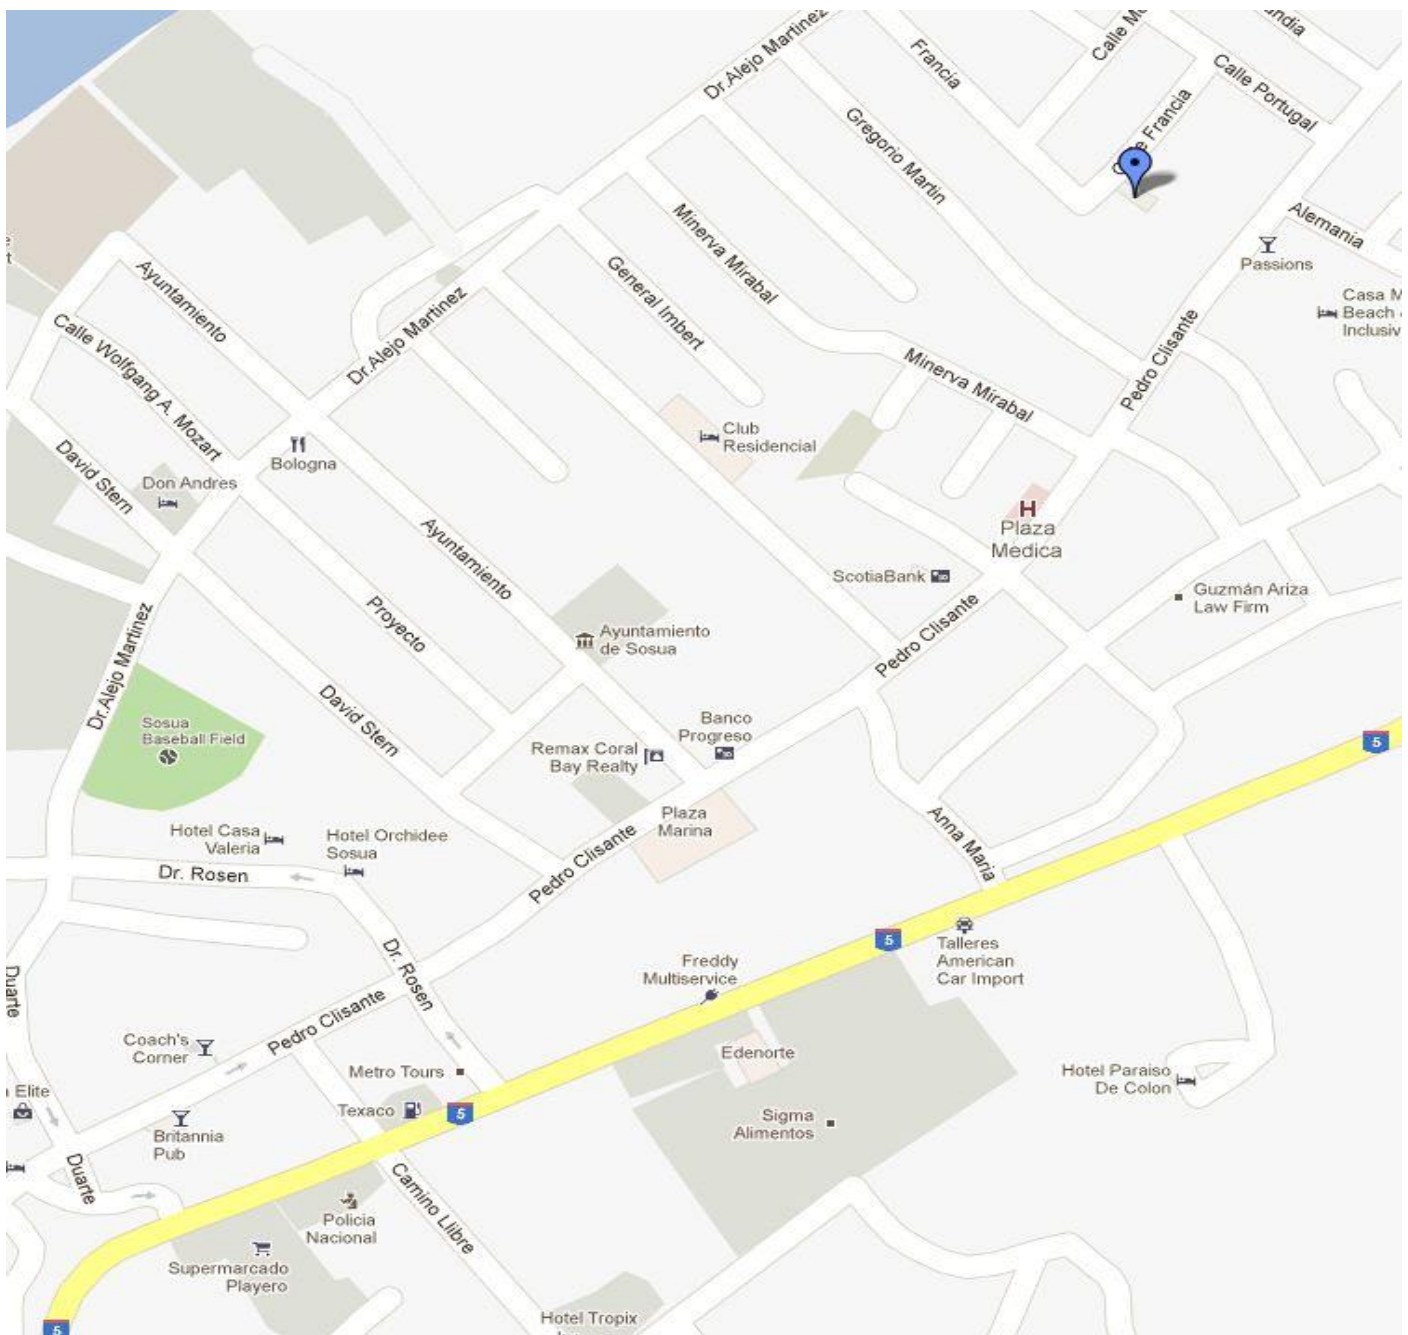 Dr.Alejo Martinez
Francia
Calle Portugal
Calle Francia
Gregorio Martin
Minerva Mirabal
Alemania
Passions
Casa M
Beach
Inclusiv
General Imbert
Ayuntamiento
Calle Wolfgang A. Mozart
Dr.Alejo Martinez
Pedro Clisante
Minerva Mirabal
Club
Residencial
David Stern
Bologna
Don Andres
H
Plaza
Medica
Ayuntamiento
ScotiaBank
Guzmán Ariza
Law Firm
Proyecto
Ayuntamiento
de Sosua
Pedro Clisante
Dr.Alejo Martinez
David Stern
Sosua
Baseball Field
Banco
Progreso
Remax Coral
Bay Realty
5
Plaza
Marina
Anna Maria
Hotel Casa
Valeria
Hotel Orchidee
Sosua
Dr. Rosen
Pedro Clisante
5
Talleres
American
Car Import
Dr. Rosen
Freddy
Multiservice
Duarte
Pedro Clisante
Coach's
Corner
Edenorte
Metro Tours
Hotel Paraiso
De Colon
Elite
Texaco
5
Sigma
Alimentos
Britannia
Pub
Duarte
Camino Llibre
Policia
Nacional
Supermarcado
Playero
Hotel Tropix
5